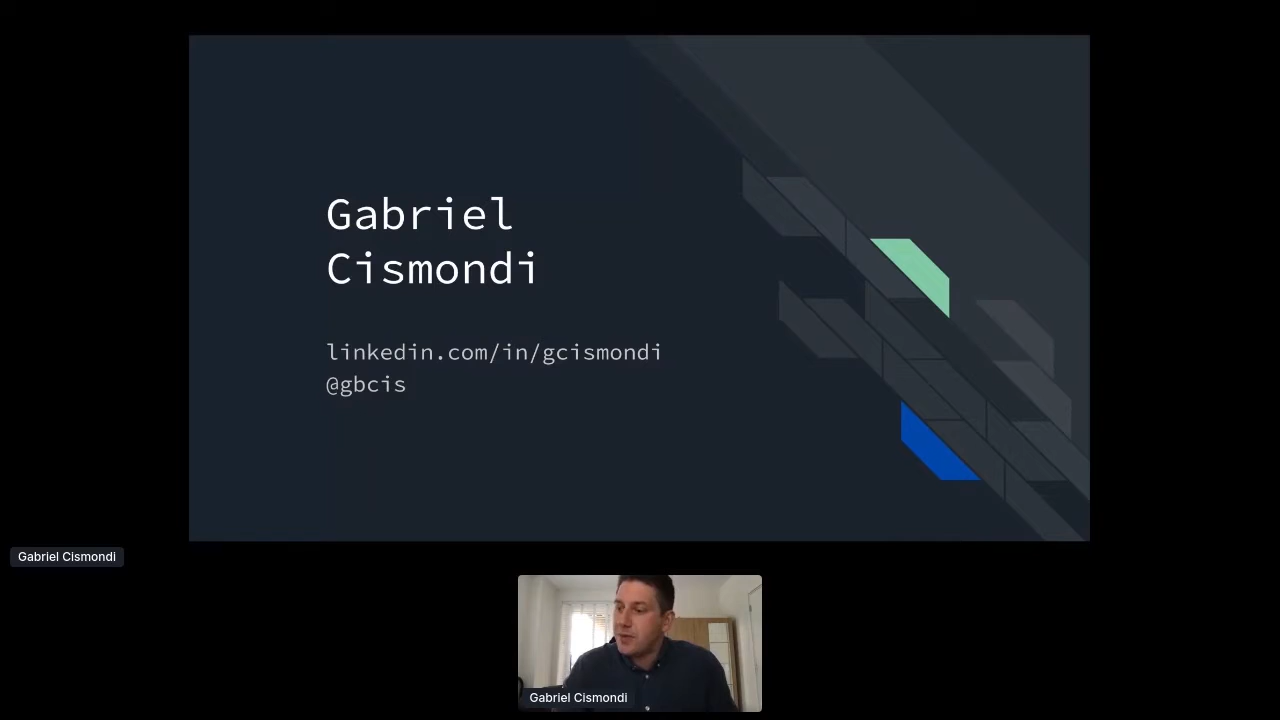 Gabriel
Cismondi
linkedin.com/in/gcismondi
@gbcis
Gabriel Cismondi
Gabriel Cismondi